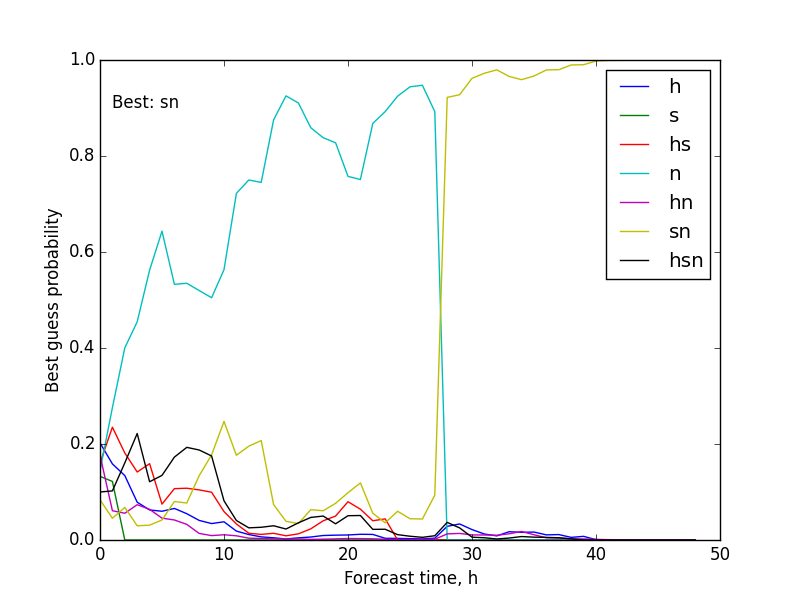 1.0
0.8
0.6
0.4
0.2
0.0
Best guess probability
Best: sn
h
s
hs
n
hn
sn
hsn
0 10 20 30 40 50
Forecast time, h